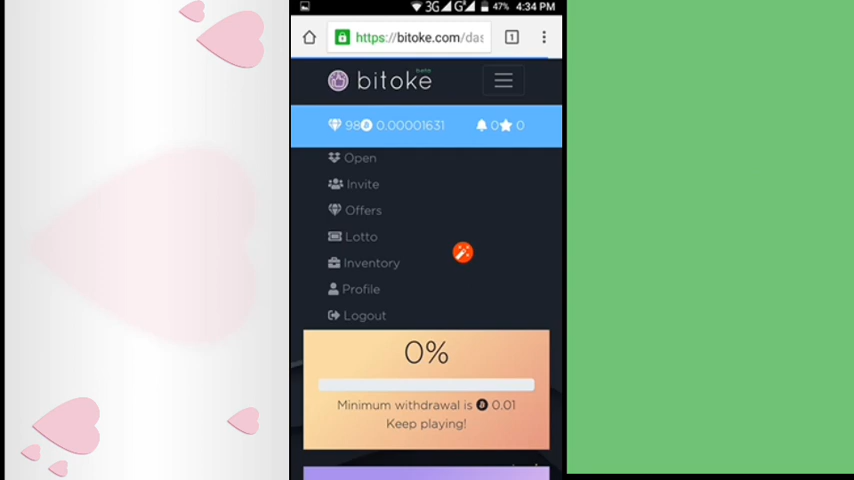 3G G 47% 4:34 PM
https://bitoke.com/das 1
bitoke beta
98 0.00001631 0 0
Open
Invite
Offers
Lotto
Inventory
Profile
Logout
0%
Minimum withdrawal is 0.01
Keep playing!